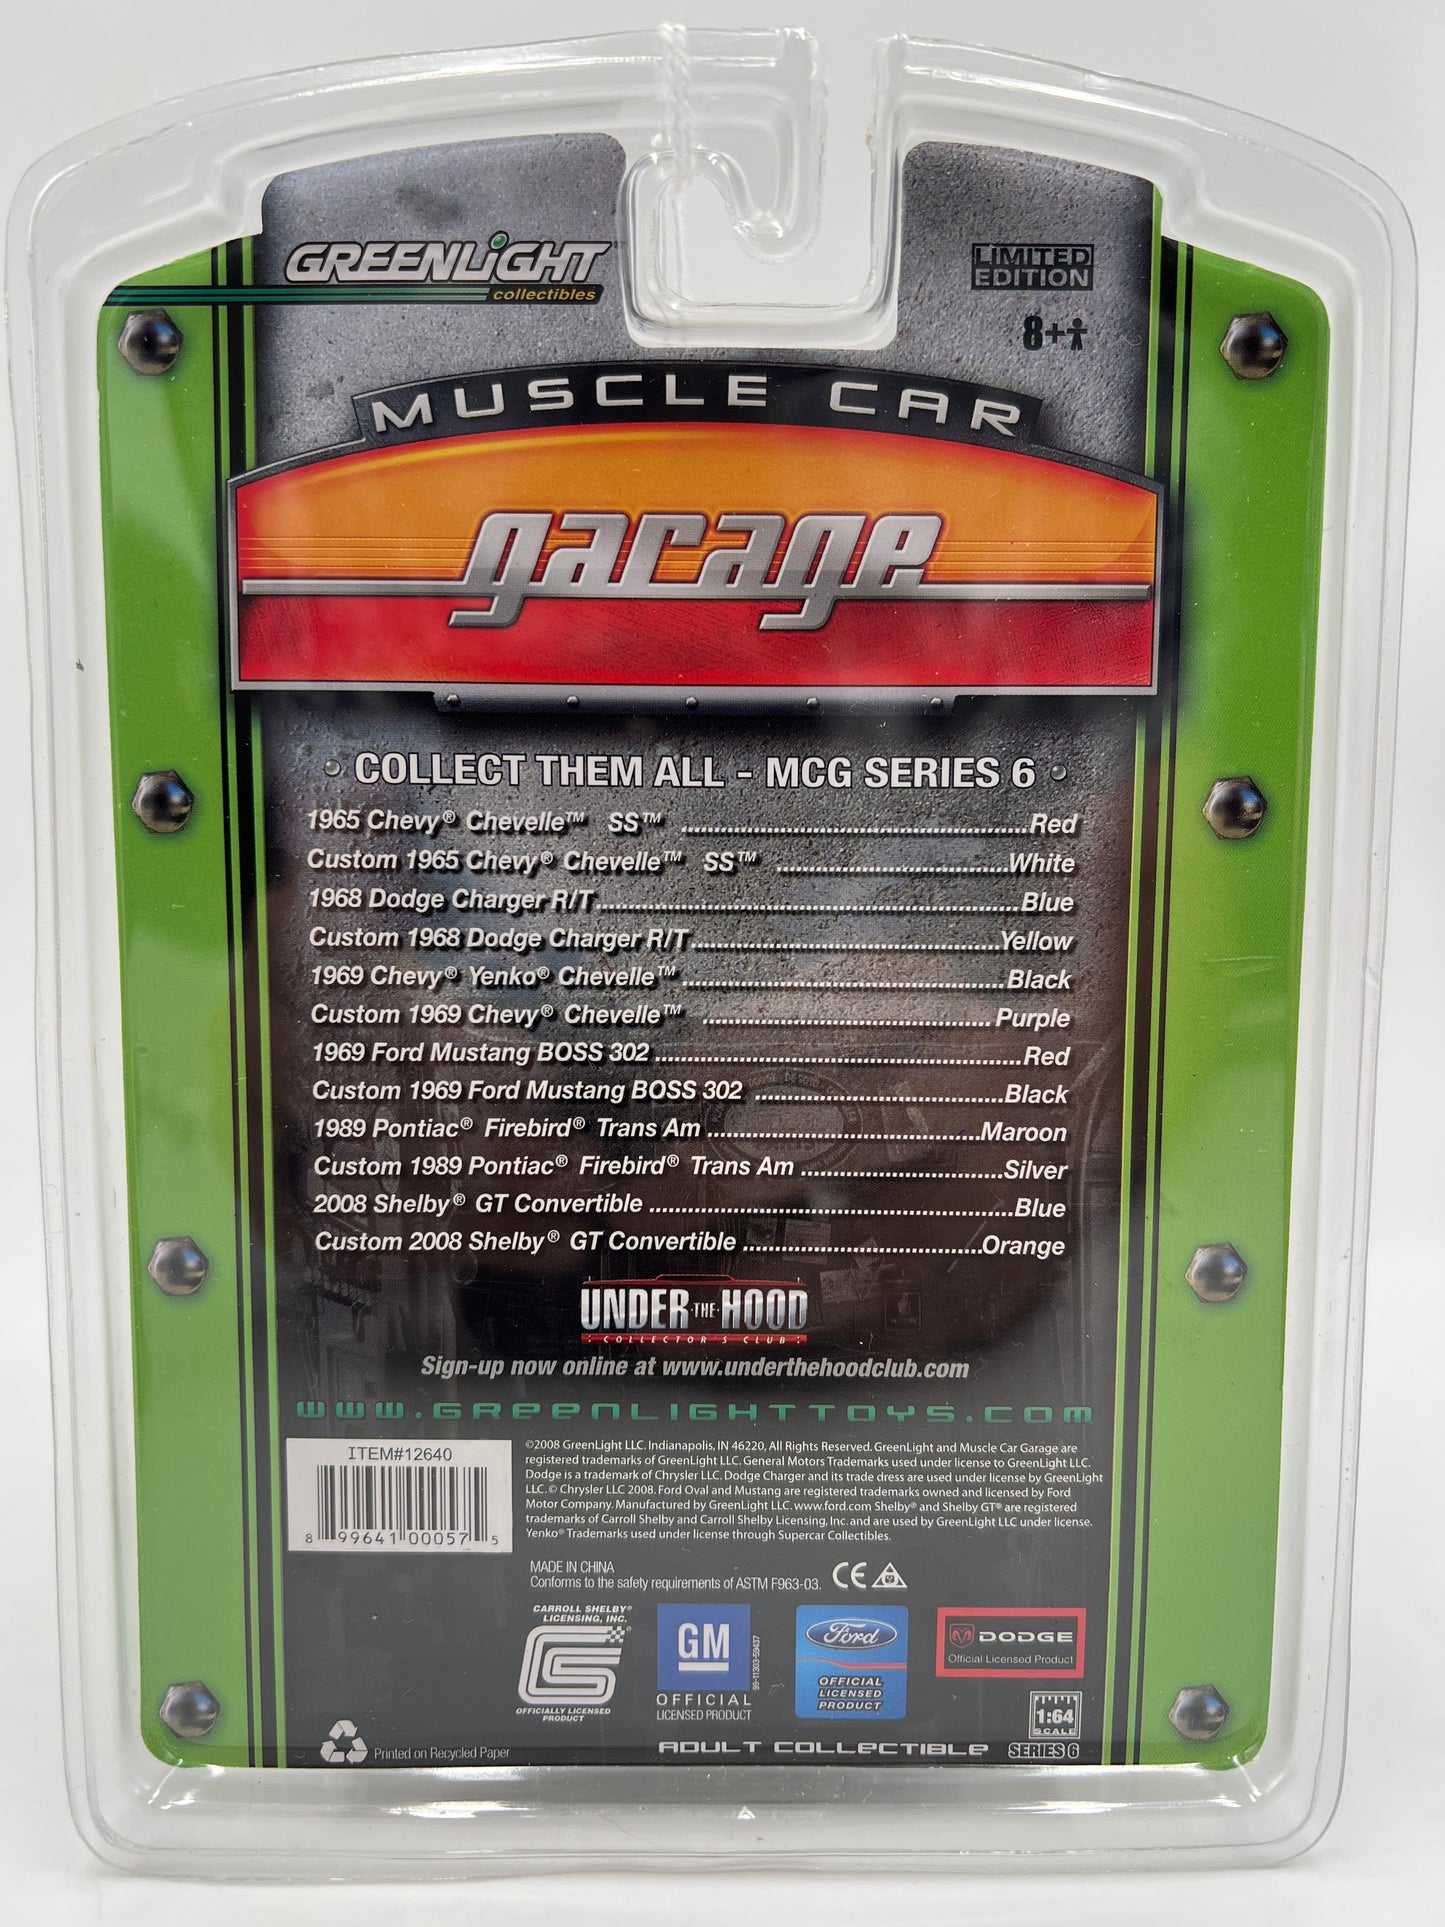 GREENLiGHT
collectibles
LIMITED
EDITION
8+
MUSCLE CAR
garage
COLLECT THEM ALL - MCG SERIES 6
1965 Chevy® Chevelle™ SS™ ........Red
Custom 1965 Chevy® Chevelle™ SS™ ........White
1968 Dodge Charger R/T........Blue
Custom 1968 Dodge Charger R/T........Yellow
1969 Chevy® Yenko® Chevelle™ ........Black
Custom 1969 Chevy® Chevelle™ ........Purple
1969 Ford Mustang BOSS 302........Red
Custom 1969 Ford Mustang BOSS 302 ........Black
1989 Pontiac® Firebird® Trans Am ........Maroon
Custom 1989 Pontiac® Firebird® Trans Am ........Silver
2008 Shelby® GT Convertible ........Blue
Custom 2008 Shelby® GT Convertible ........Orange
UNDER·THE·HOOD
COLLECTOR'S CLUB
Sign-up now online at www.underthehoodclub.com
www.GReenLIGHTTOYS.com
ITEM#12640
8 99641 00057 5
©2008 GreenLight LLC. Indianapolis, IN 46220, All Rights Reserved. GreenLight and Muscle Car Garage are
registered trademarks of GreenLight LLC. General Motors Trademarks used under license to GreenLight LLC.
Dodge is a trademark of Chrysler LLC. Dodge Charger and its trade dress are used under license by GreenLight
LLC. © Chrysler LLC 2008. Ford Oval and Mustang are registered trademarks owned and licensed by Ford
Motor Company. Manufactured by GreenLight LLC. www.ford.com Shelby® and Shelby GT® are registered
trademarks of Carroll Shelby and Carroll Shelby Licensing, Inc. and are used by GreenLight LLC under license.
Yenko® Trademarks used under license through Supercar Collectibles.
MADE IN CHINA
Conforms to the safety requirements of ASTM F963-03. CE
CARROLL SHELBY®
LICENSING, INC.
CS
OFFICIALLY LICENSED
PRODUCT
GM
OFFICIAL
LICENSED PRODUCT
99-11303-59437
Ford
OFFICIAL
LICENSED
PRODUCT
DODGE
Official Licensed Product
1:64
SCALE
Printed on Recycled Paper
ADULT COLLECTIBLE
SERIES 6